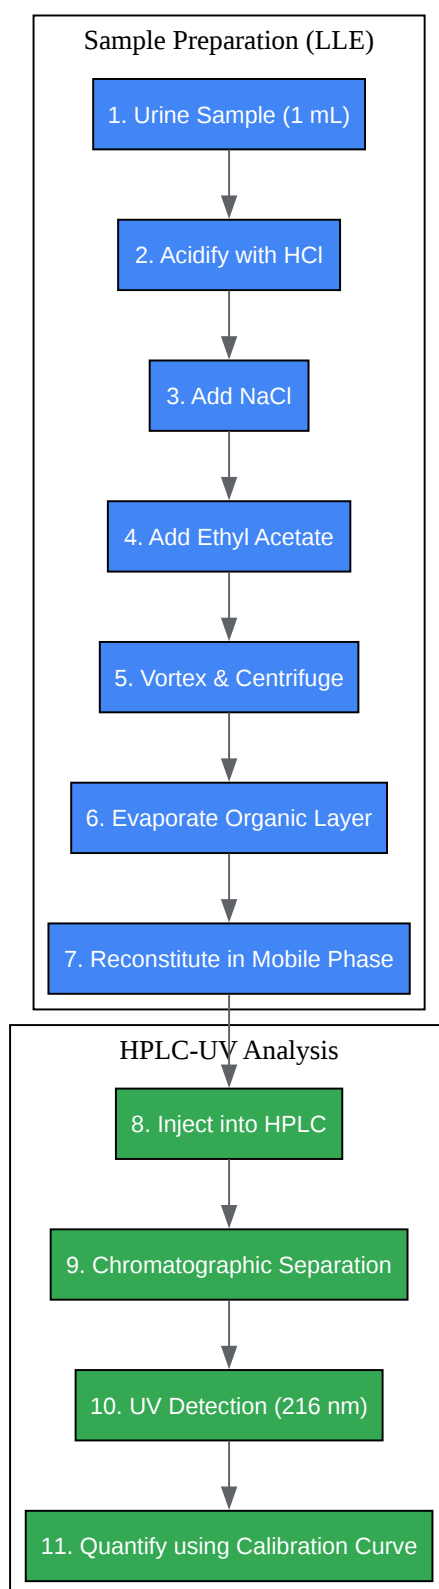 Sample Preparation (LLE)
1. Urine Sample (1 mL)
2. Acidify with HCl
3. Add NaCl
4. Add Ethyl Acetate
5. Vortex & Centrifuge
6. Evaporate Organic Layer
7. Reconstitute in Mobile Phase
HPLC-UV Analysis
8. Inject into HPLC
9. Chromatographic Separation
10. UV Detection (216 nm)
11. Quantify using Calibration Curve